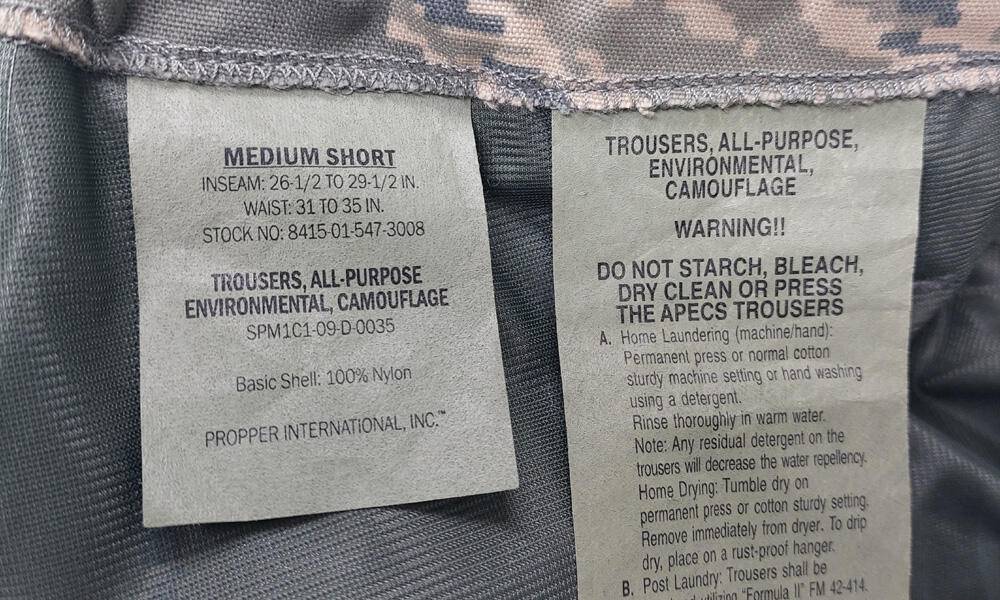 MEDIUM SHORT
INSEAM: 26-1/2 TO 29-1/2 IN.
WAIST: 31 TO 35 IN.
STOCK NO: 8415-01-547-3008
TROUSERS, ALL-PURPOSE
ENVIRONMENTAL, CAMOUFLAGE
SPM1C1-09-D-0035
Basic Shell: 100% Nylon
PROPPER INTERNATIONAL, INC.™
TROUSERS, ALL-PURPOSE,
ENVIRONMENTAL,
CAMOUFLAGE
WARNING!!
DO NOT STARCH, BLEACH,
DRY CLEAN OR PRESS
THE APECS TROUSERS
A. Home Laundering (machine/hand):
Permanent press or normal cotton
sturdy machine setting or hand washing
using a detergent.
Rinse thoroughly in warm water.
Note: Any residual detergent on the
trousers will decrease the water repellency.
Home Drying: Tumble dry on
permanent press or cotton sturdy setting.
Remove immediately from dryer. To drip
dry, place on a rust-proof hanger.
B. Post Laundry: Trousers shall be
utilizing "Formula II" FM 42-414.